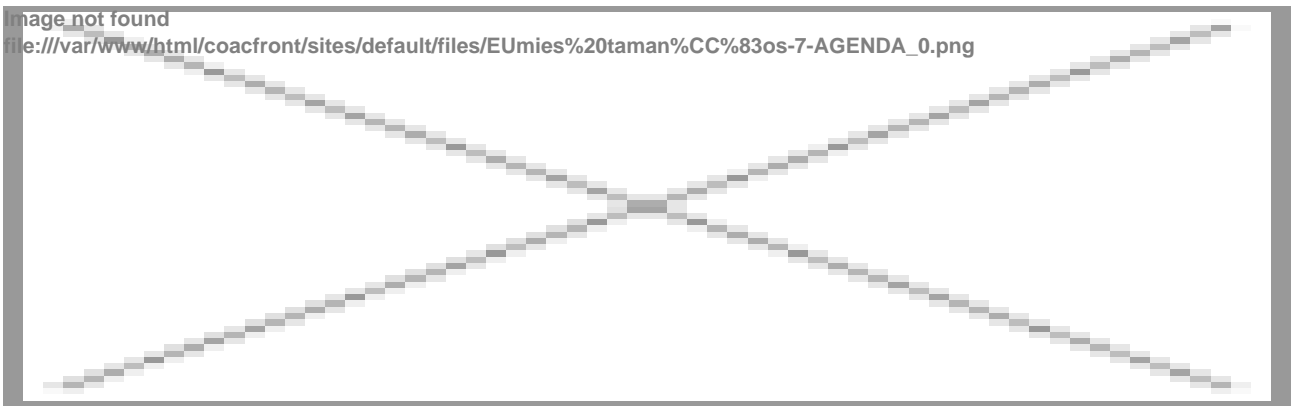 Image not found
file:///var/www/html/coacfront/sites/default/files/EUmies%20taman%CC%83os-7-AGENDA_0.png